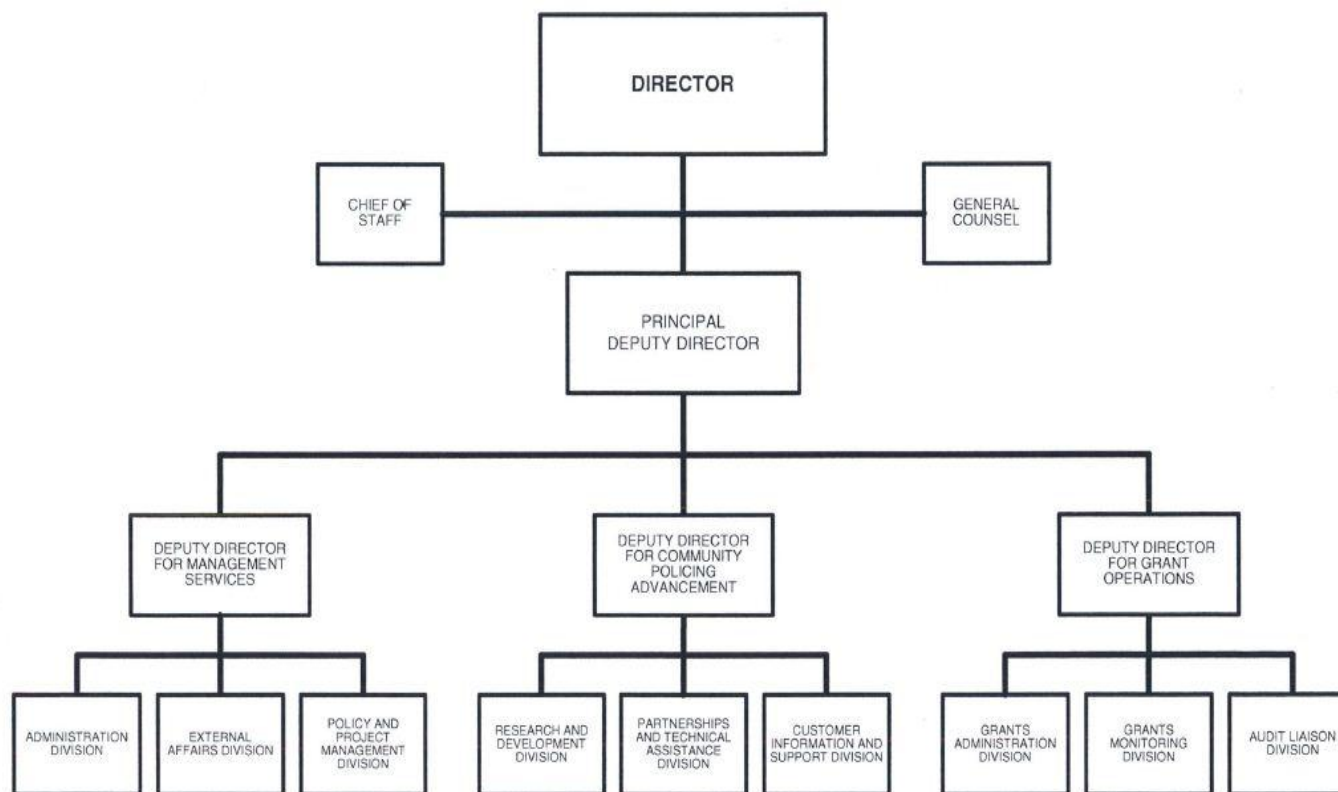 DIRECTOR
CHIEF OF
STAFF
GENERAL
COUNSEL
PRINCIPAL
DEPUTY DIRECTOR
DEPUTY DIRECTOR
FOR MANAGEMENT
SERVICES
DEPUTY DIRECTOR
FOR COMMUNITY
POLICING
ADVANCEMENT
DEPUTY DIRECTOR
FOR GRANT
OPERATIONS
ADMINISTRATION
DIVISION
EXTERNAL
AFFAIRS DIVISION
POLICY AND
PROJECT
MANAGEMENT
DIVISION
RESEARCH AND
DEVELOPMENT
DIVISION
PARTNERSHIPS
AND TECHNICAL
ASSISTANCE
DIVISION
CUSTOMER
INFORMATION AND
SUPPORT DIVISION
GRANTS
ADMINISTRATION
DIVISION
GRANTS
MONITORING
DIVISION
AUDIT LIAISON
DIVISION